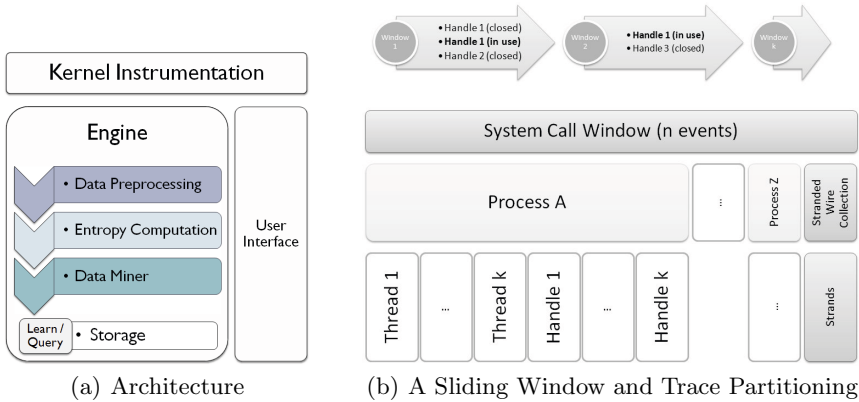 Kernel Instrumentation
Engine
• Data Preprocessing
• Entropy Computation
• Data Miner
Learn /
Query
• Storage
User
Interface
(a) Architecture
Window
1
• Handle 1 (closed)
• Handle 1 (in use)
• Handle 2 (closed)
Window
2
• Handle 1 (in use)
• Handle 3 (closed)
Window
k
System Call Window (n events)
Process A
...
Process Z
Stranded
Wire
Collection
Thread 1
...
Thread k
Handle 1
...
Handle k
...
Strands
(b) A Sliding Window and Trace Partitioning